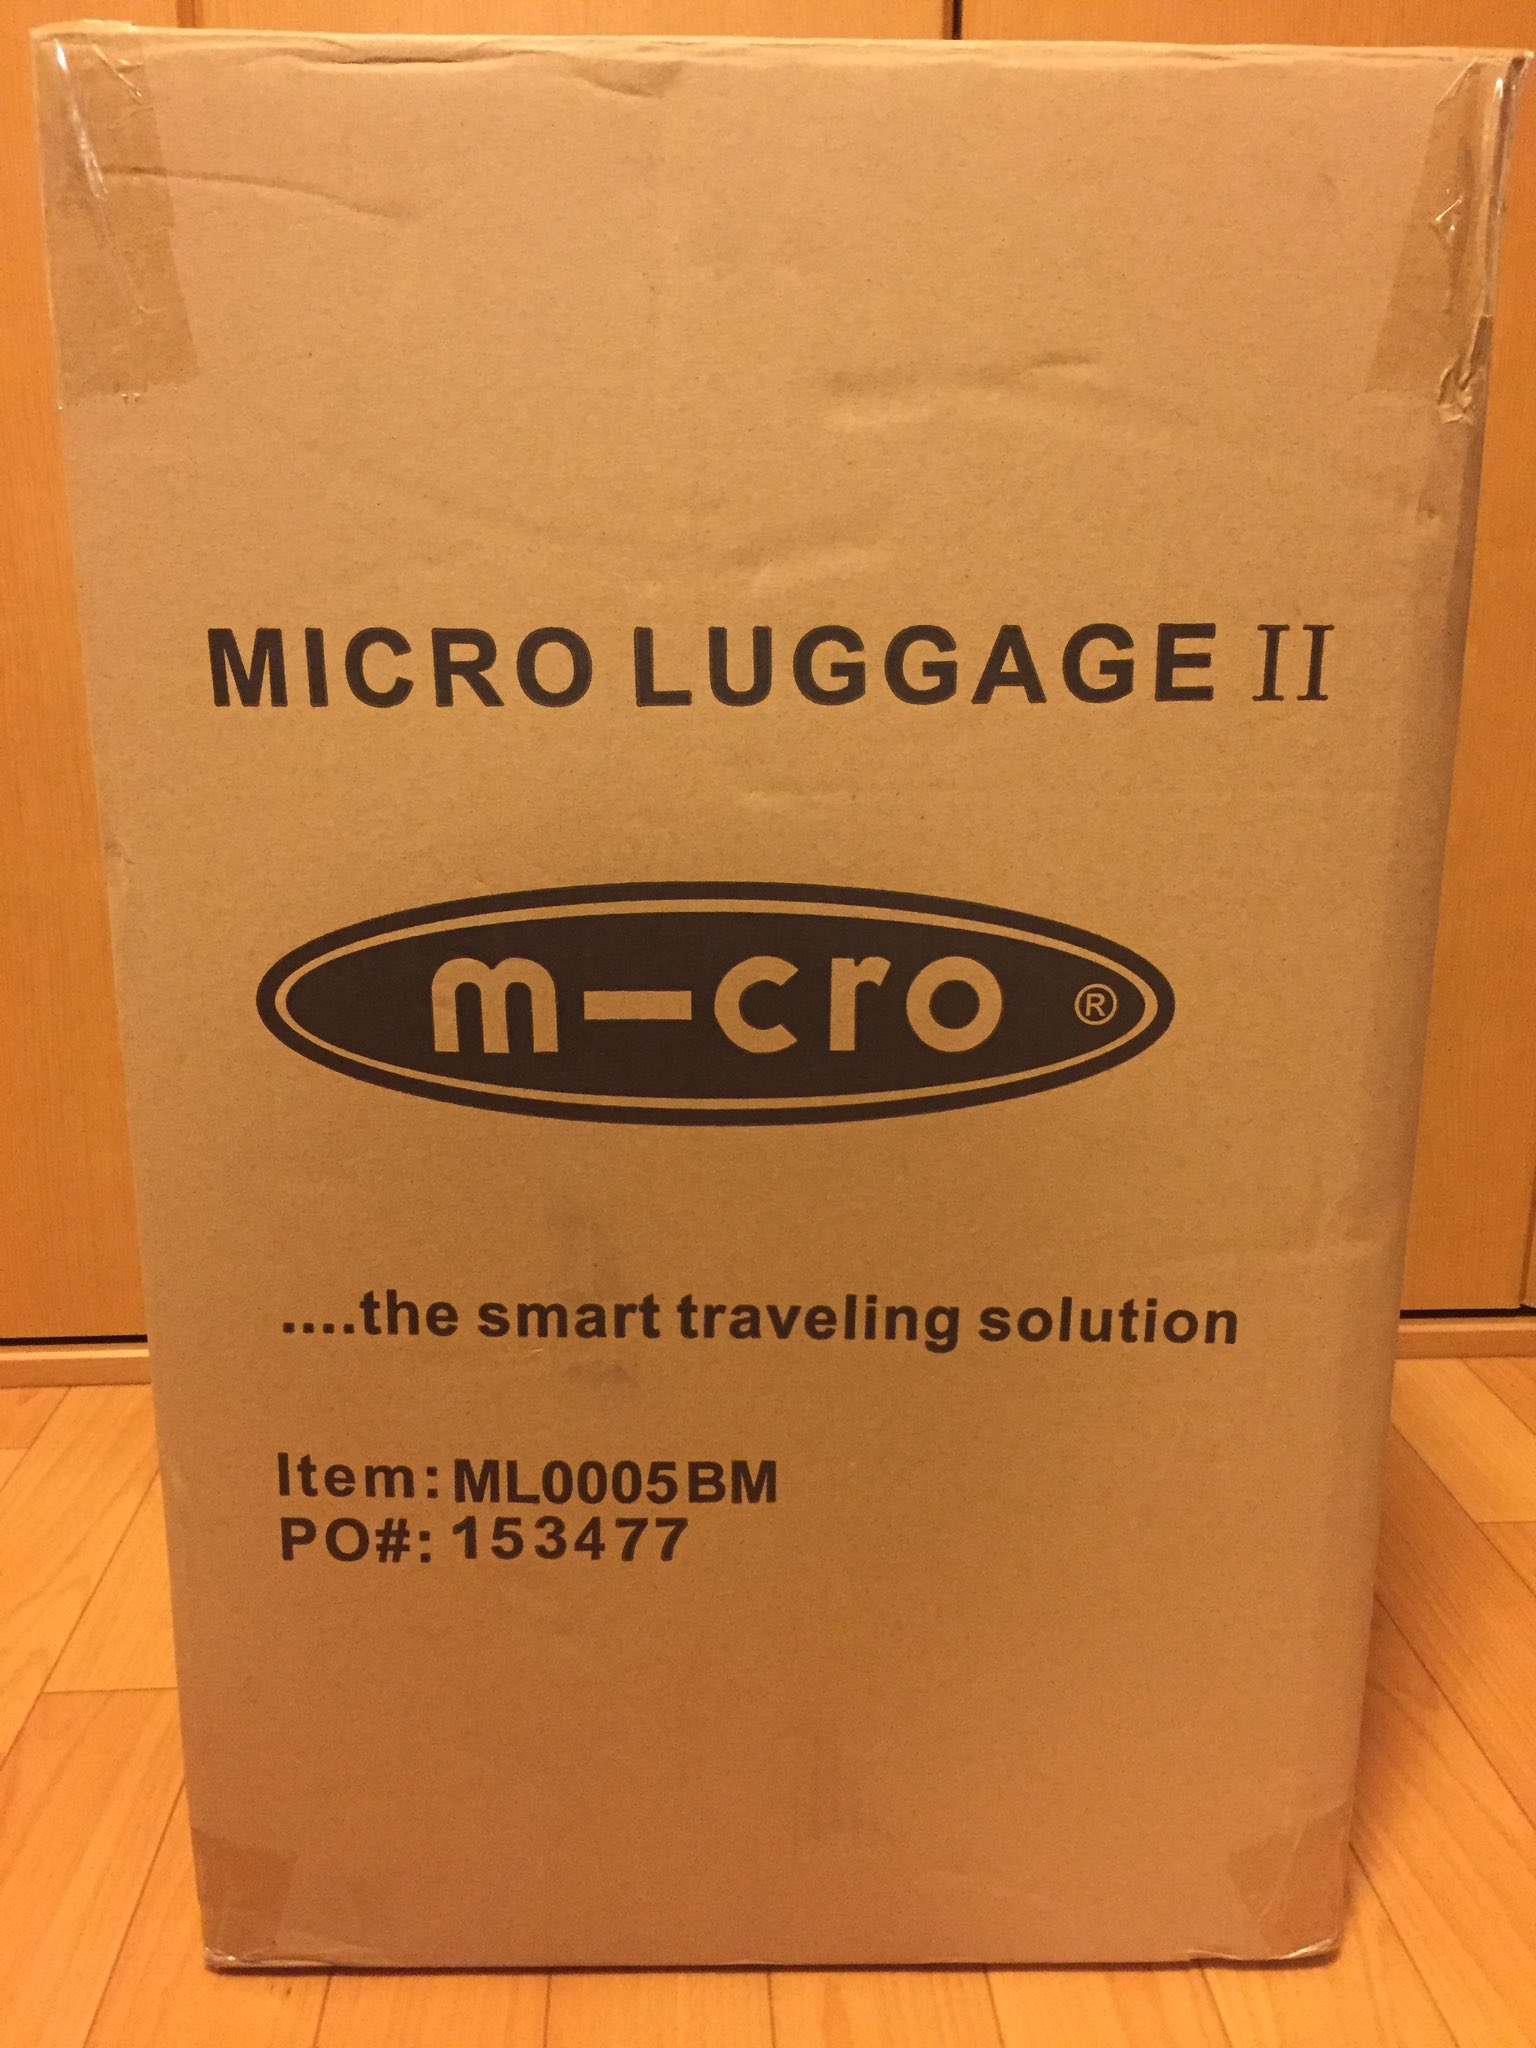 MICRO LUGGAGE II
m-cro ®
....the smart traveling solution
Item: ML0005BM
PO#: 153477